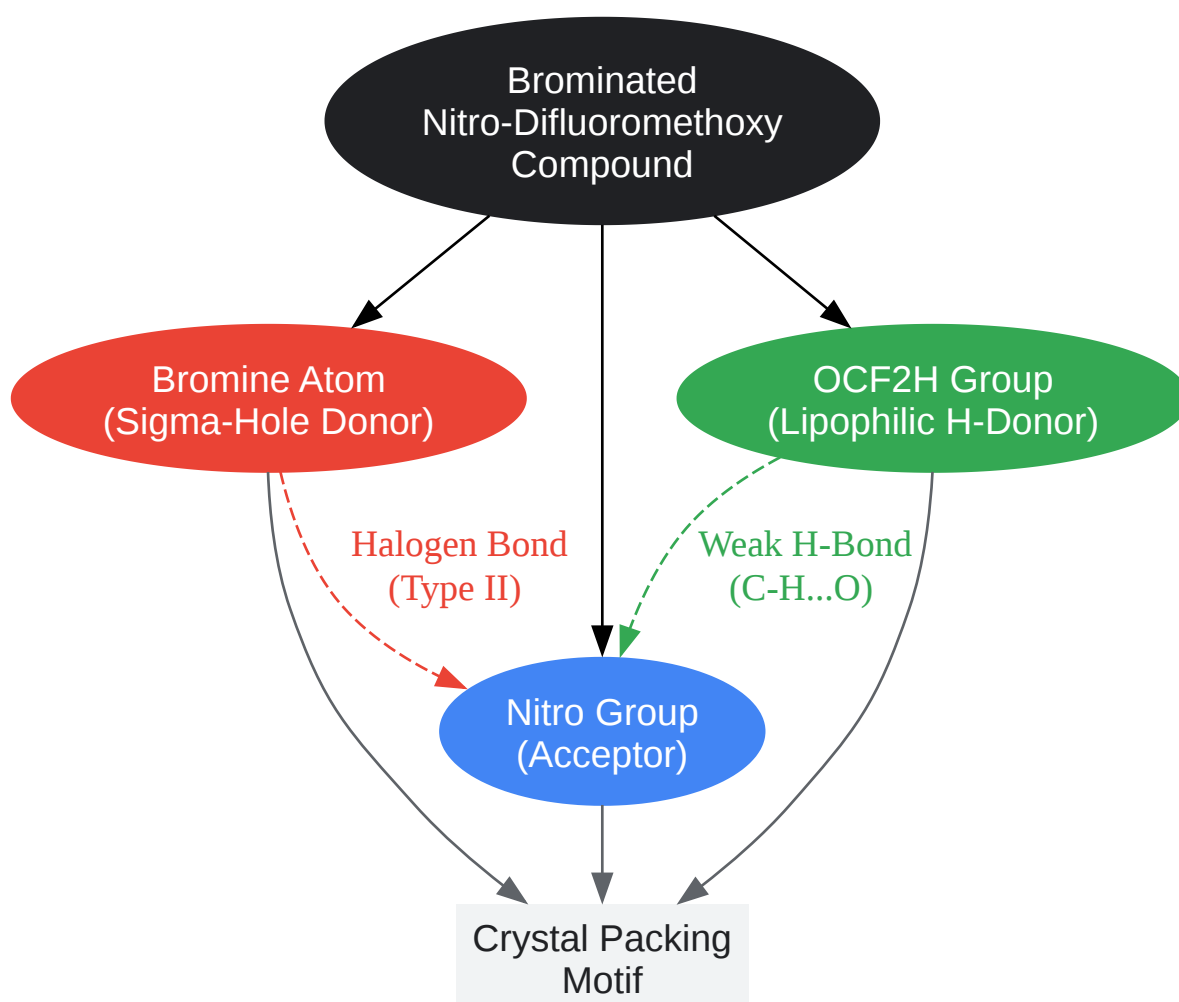 Brominated
Nitro-Difluoromethoxy
Compound
Bromine Atom
(Sigma-Hole Donor)
OCF2H Group
(Lipophilic H-Donor)
Halogen Bond
(Type II)
Weak H-Bond
(C-H...O)
Nitro Group
(Acceptor)
Crystal Packing
Motif